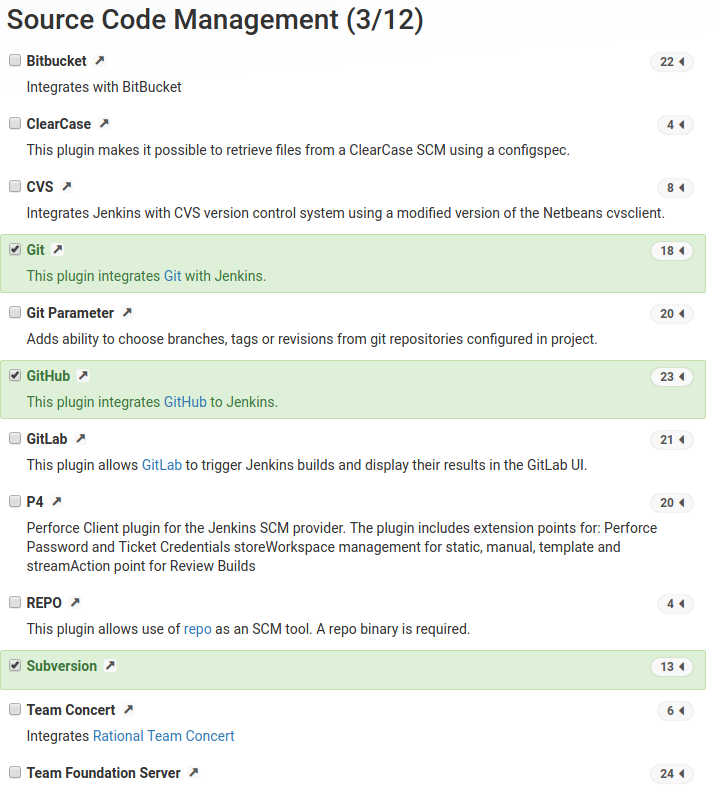 Source Code Management (3/12)
Bitbucket 22
Integrates with BitBucket
ClearCase 4
This plugin makes it possible to retrieve files from a ClearCase SCM using a configspec.
CVS 8
Integrates Jenkins with CVS version control system using a modified version of the Netbeans cvsclient.
Git 18
This plugin integrates Git with Jenkins.
Git Parameter 20
Adds ability to choose branches, tags or revisions from git repositories configured in project.
GitHub 23
This plugin integrates GitHub to Jenkins.
GitLab 21
This plugin allows GitLab to trigger Jenkins builds and display their results in the GitLab UI.
P4 20
Perforce Client plugin for the Jenkins SCM provider. The plugin includes extension points for: Perforce
Password and Ticket Credentials storeWorkspace management for static, manual, template and
streamAction point for Review Builds
REPO 4
This plugin allows use of repo as an SCM tool. A repo binary is required.
Subversion 13
Team Concert 6
Integrates Rational Team Concert
Team Foundation Server 24